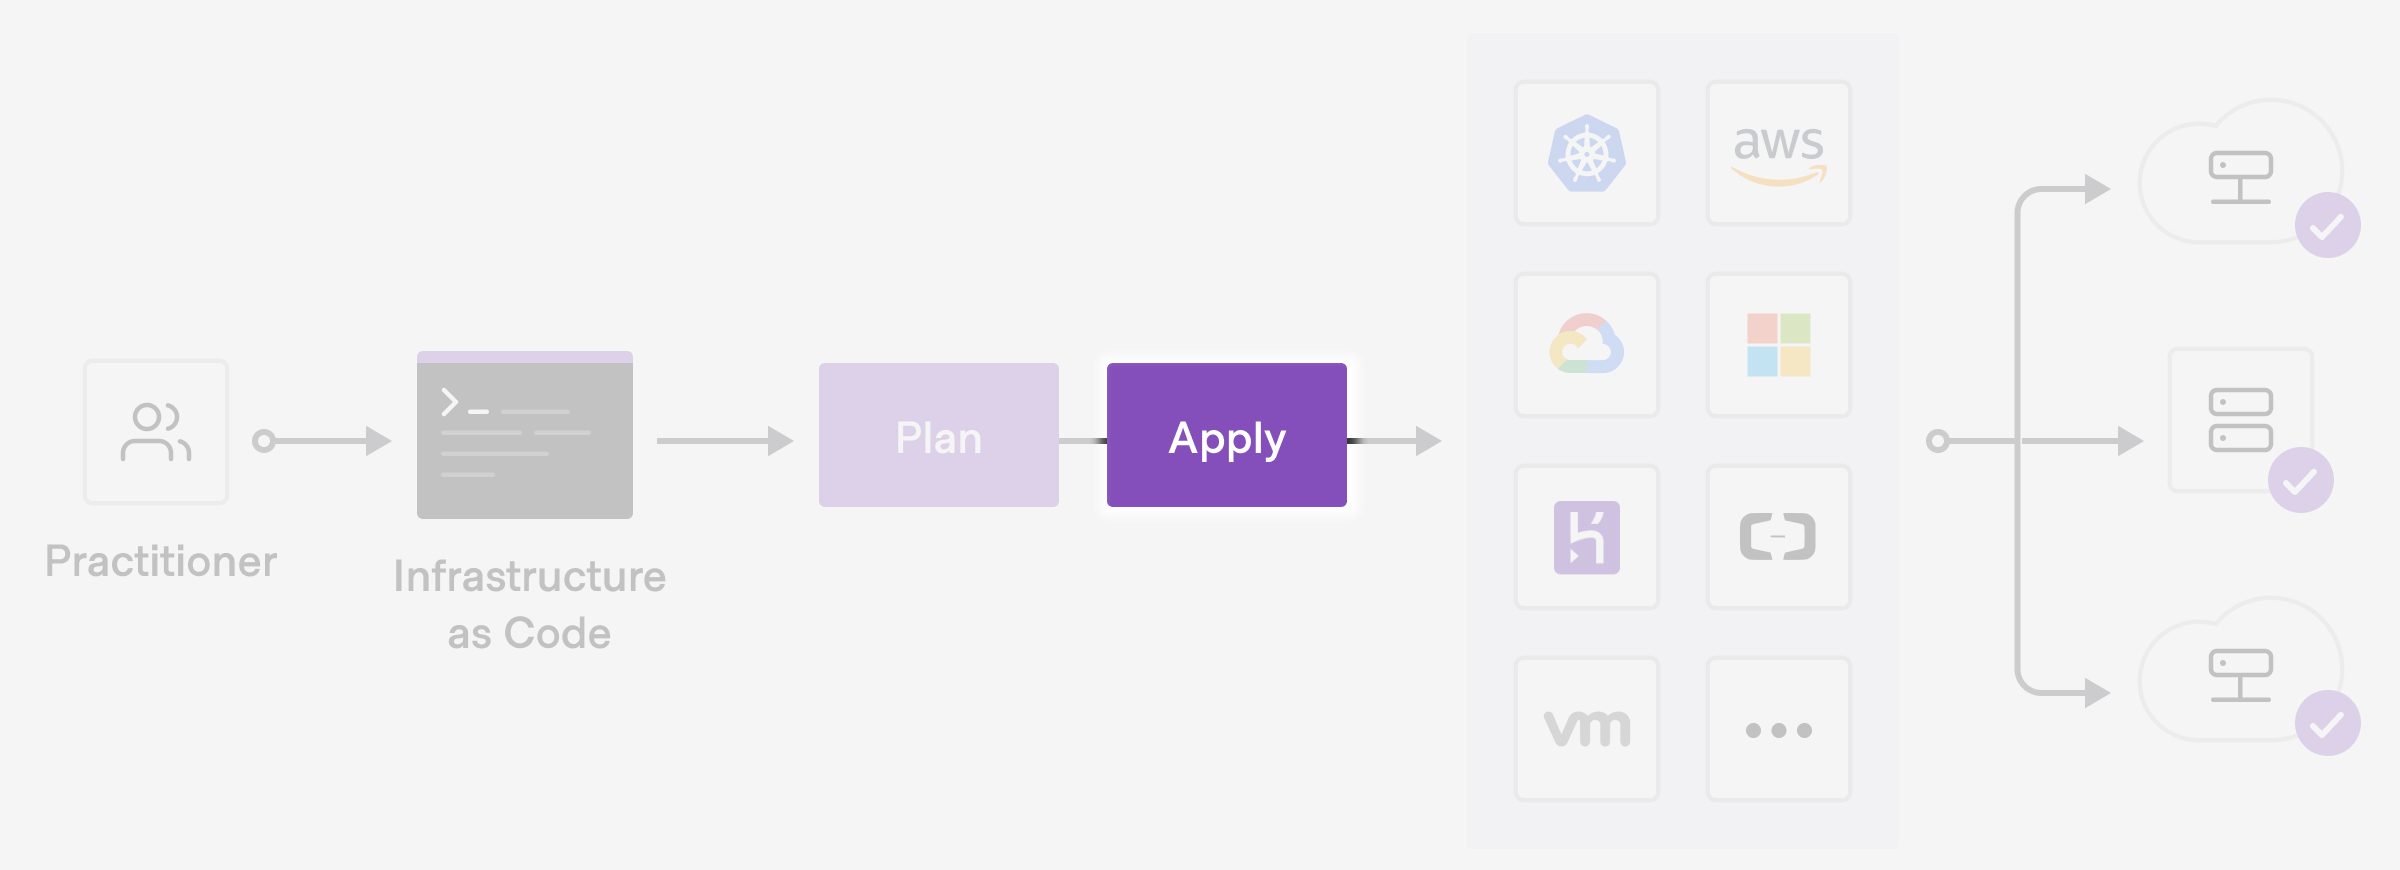 Practitioner
Infrastructure
as Code
Plan
Apply
aws
vm